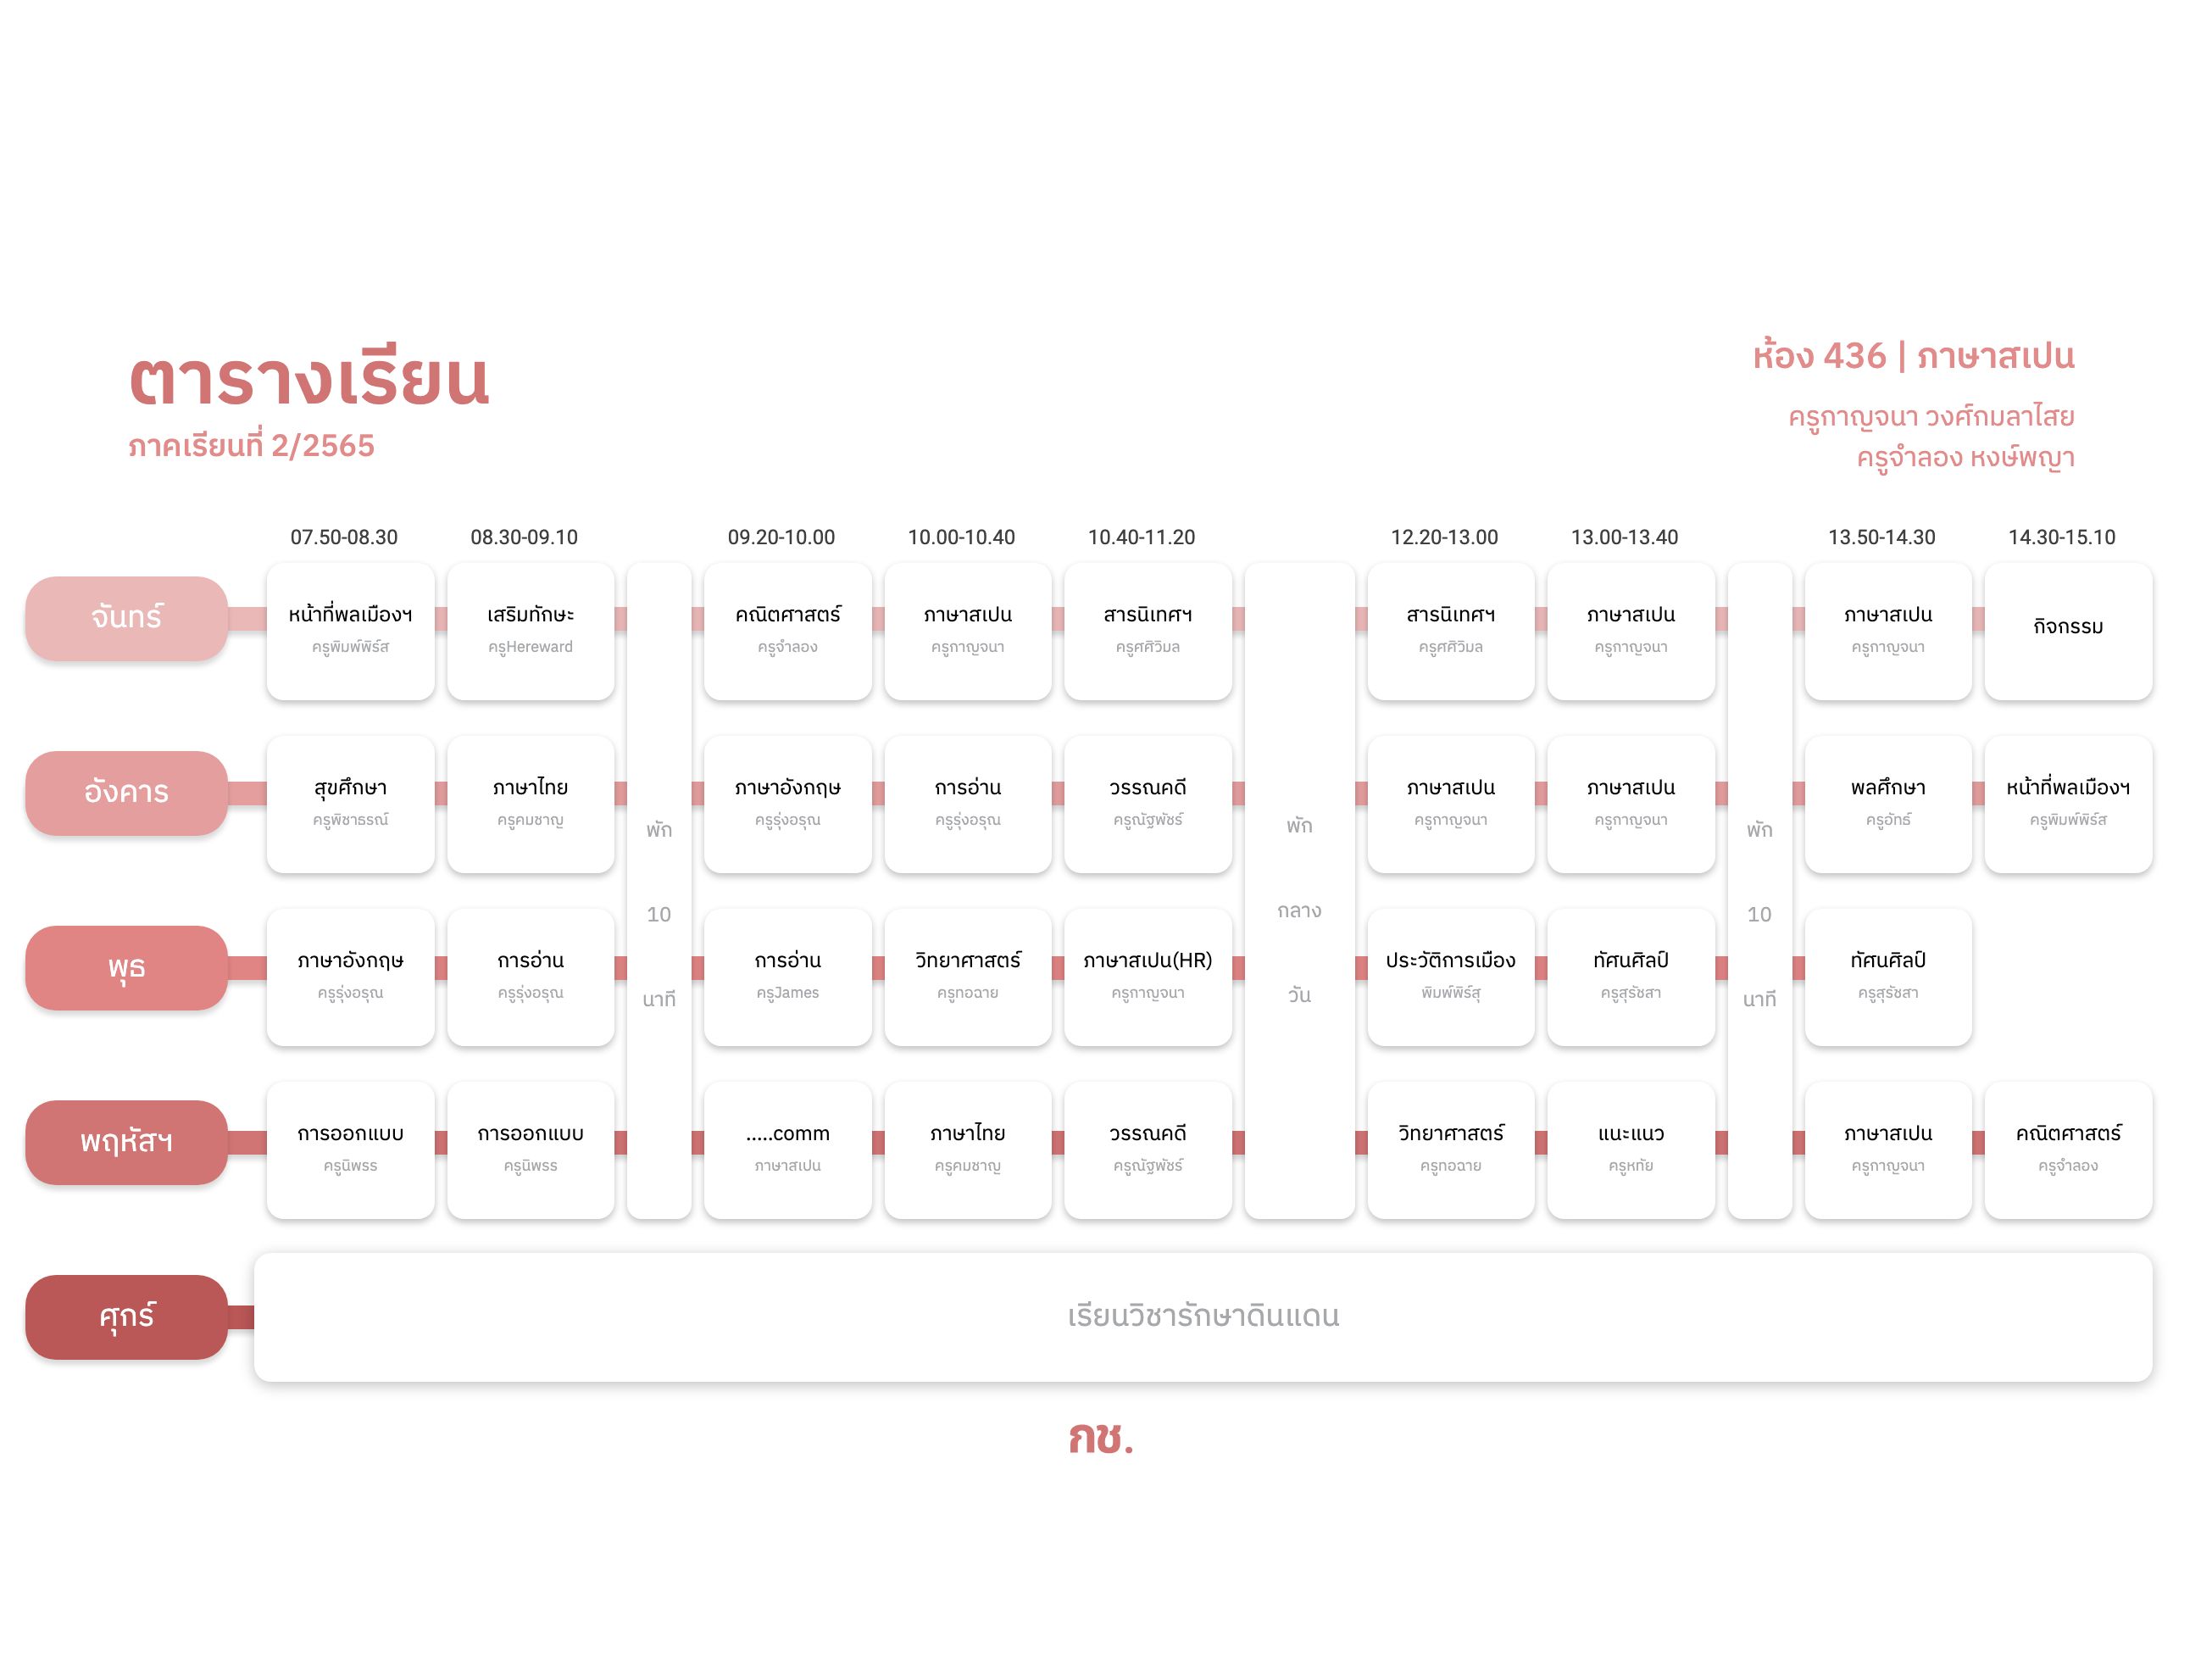 ตารางเรียน
ภาคเรียนที่ 2/2565
ห้อง 436 | ภาษาสเปน
ครูกาญจนา วงศ์กมลาไสย
ครูจำลอง หงษ์พญา
07.50-08.30 08.30-09.10 09.20-10.00 10.00-10.40 10.40-11.20 12.20-13.00 13.00-13.40 13.50-14.30 14.30-15.10
จันทร์
หน้าที่พลเมืองฯ เสริมทักษะ คณิตศาสตร์ ภาษาสเปน สารนิเทศฯ สารนิเทศฯ ภาษาสเปน ภาษาสเปน กิจกรรม
ครูพิมพ์พิร์ส ครูHereward ครูจำลอง ครูกาญจนา ครูศศิวิมล ครูศศิวิมล ครูกาญจนา ครูกาญจนา
อังคาร
สุขศึกษา ภาษาไทย ภาษาอังกฤษ การอ่าน วรรณคดี ภาษาสเปน ภาษาสเปน พลศึกษา หน้าที่พลเมืองฯ
ครูพิชาธรณ์ ครูคมชาญ ครูรุ่งอรุณ ครูรุ่งอรุณ ครูณัฐพัชร์ ครูกาญจนา ครูกาญจนา ครูอัทธ์ ครูพิมพ์พิร์ส
พัก
10
นาที
พัก
กลาง
วัน
พัก
10
นาที
พุธ
ภาษาอังกฤษ การอ่าน การอ่าน วิทยาศาสตร์ ภาษาสเปน(HR) ประวัติการเมือง ทัศนศิลป์ ทัศนศิลป์
ครูรุ่งอรุณ ครูรุ่งอรุณ ครูJames ครูทอฉาย ครูกาญจนา พิมพ์พิร์สุ ครูสุรัชสา ครูสุรัชสา
พฤหัสฯ
การออกแบบ การออกแบบ .....comm ภาษาไทย วรรณคดี วิทยาศาสตร์ แนะแนว ภาษาสเปน คณิตศาสตร์
ครูนิพรร ครูนิพรร ภาษาสเปน ครูคมชาญ ครูณัฐพัชร์ ครูทอฉาย ครูหทัย ครูกาญจนา ครูจำลอง
ศุกร์
เรียนวิชารักษาดินแดน
กช.